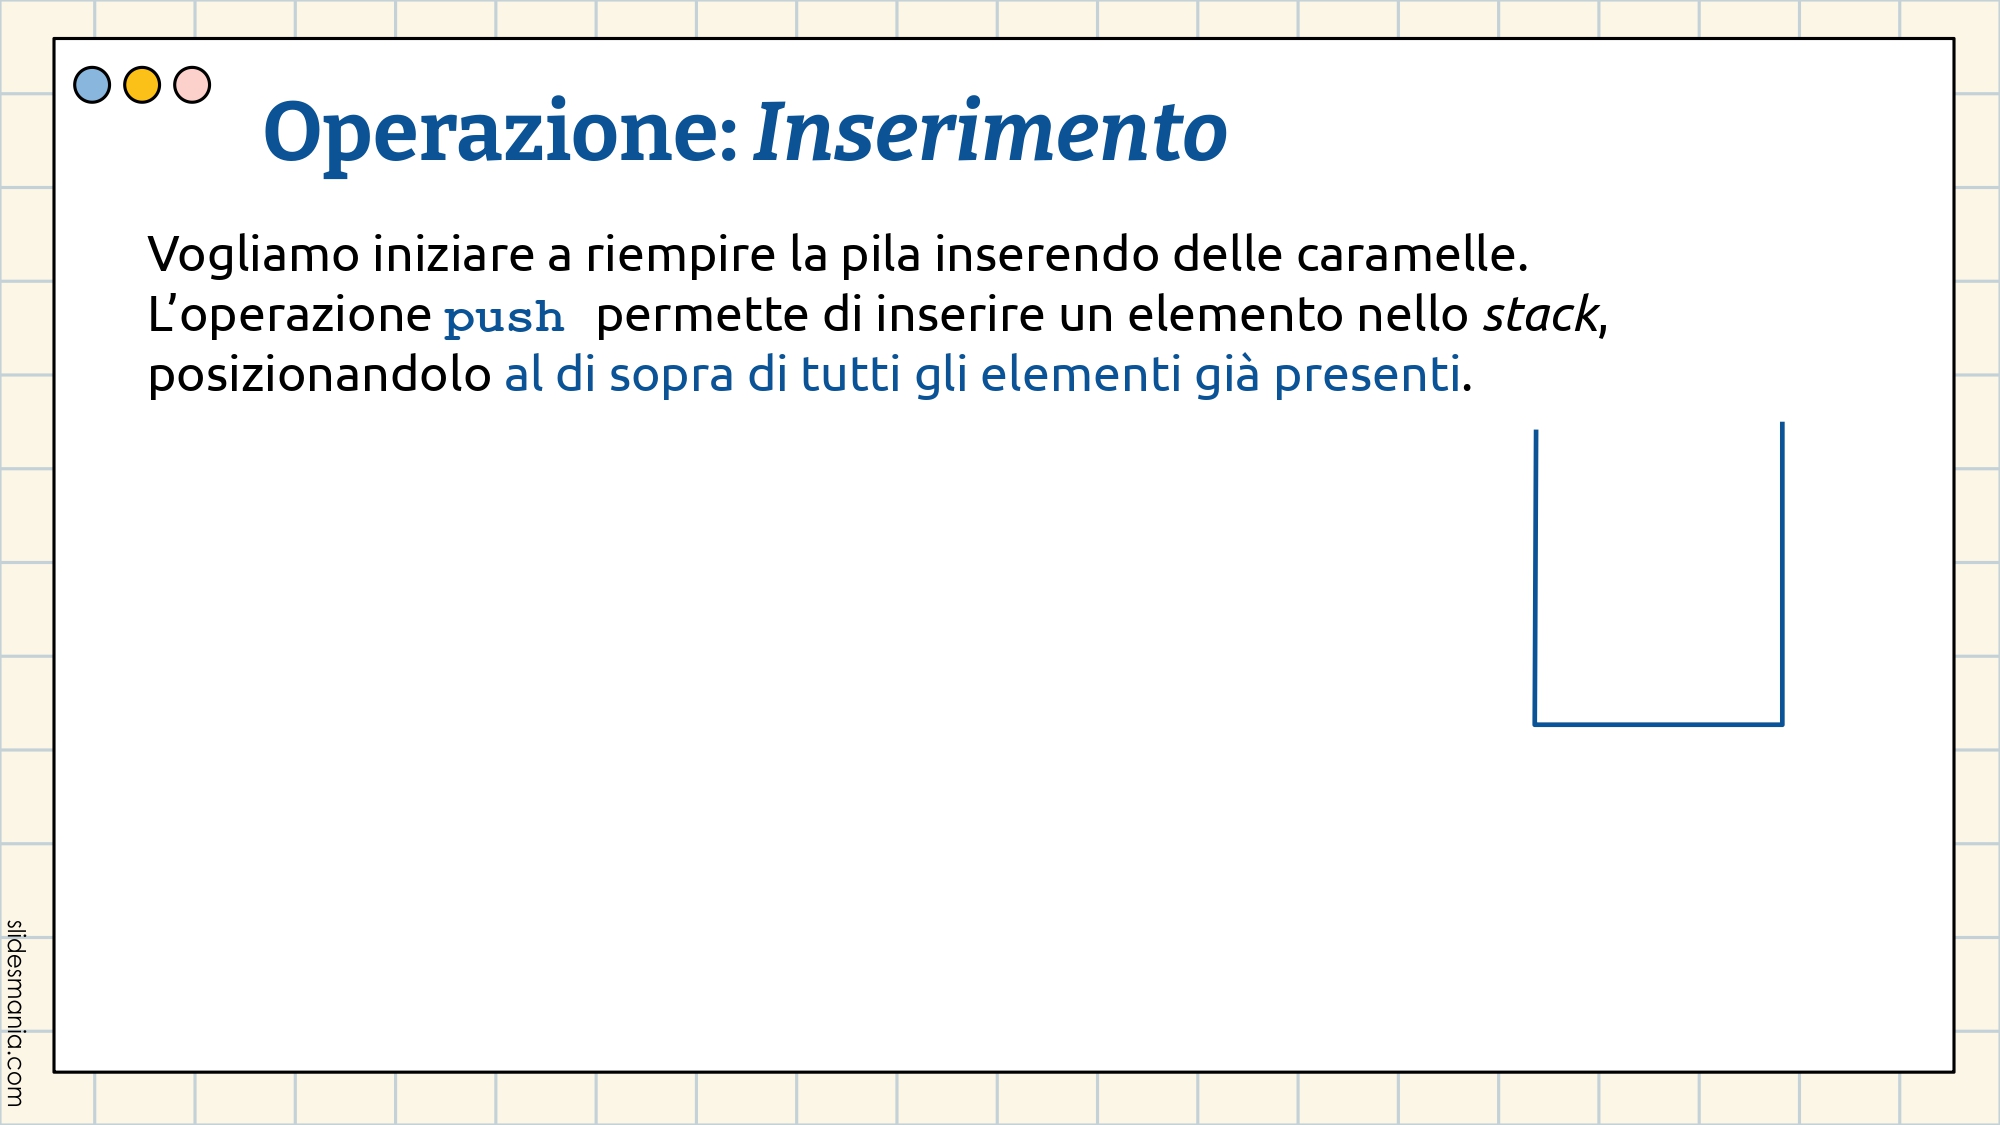 Operazione: Inserimento
Vogliamo iniziare a riempire la pila inserendo delle caramelle.
L’operazione push permette di inserire un elemento nello stack,
posizionandolo al di sopra di tutti gli elementi già presenti.
slidesmania.com